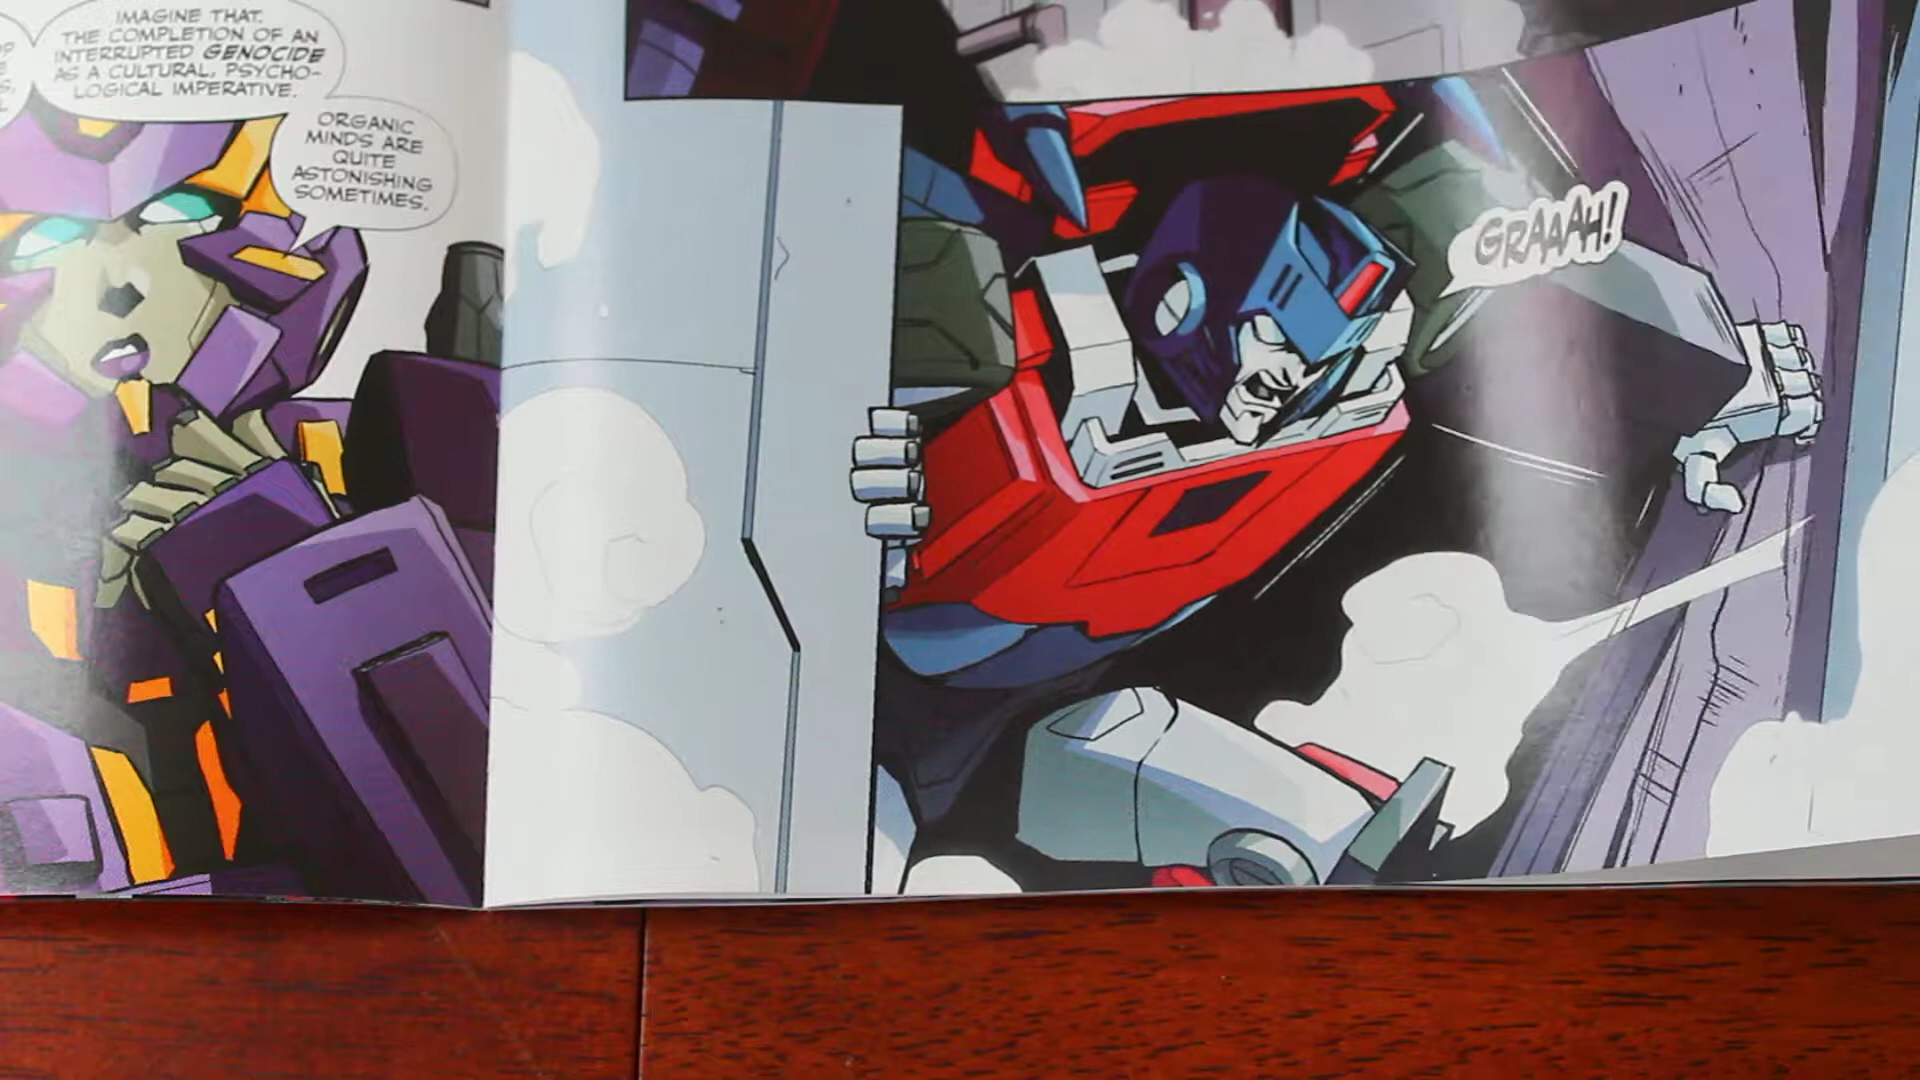 IMAGINE THAT.
THE COMPLETION OF AN
INTERRUPTED GENOCIDE
AS A CULTURAL, PSYCHO-
LOGICAL IMPERATIVE.
ORGANIC
MINDS ARE
QUITE
ASTONISHING
SOMETIMES.
GRAAAH!